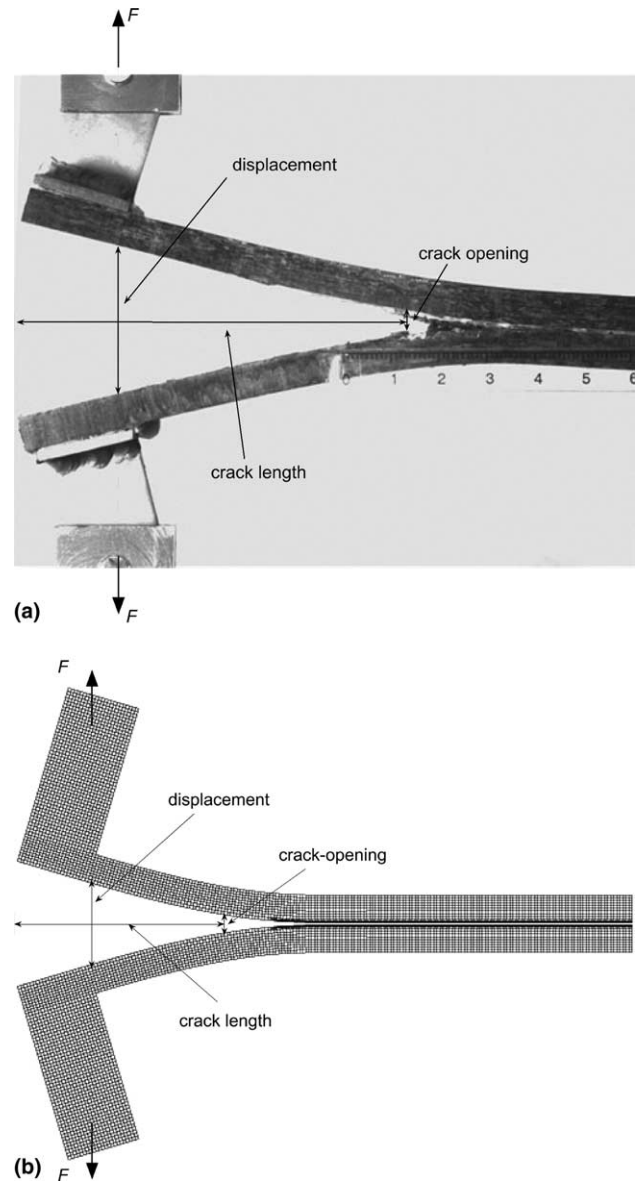 F
displacement
crack opening
0 1 2 3 4 5 6
crack length
(a)
F
F
displacement
crack-opening
crack length
(b)
F